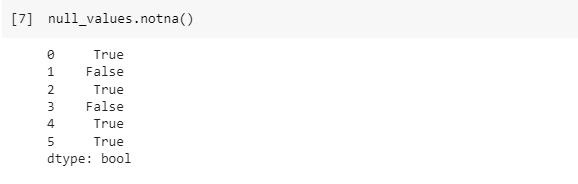 [7] null_values.notna()
0 True
1 False
2 True
3 False
4 True
5 True
dtype: bool